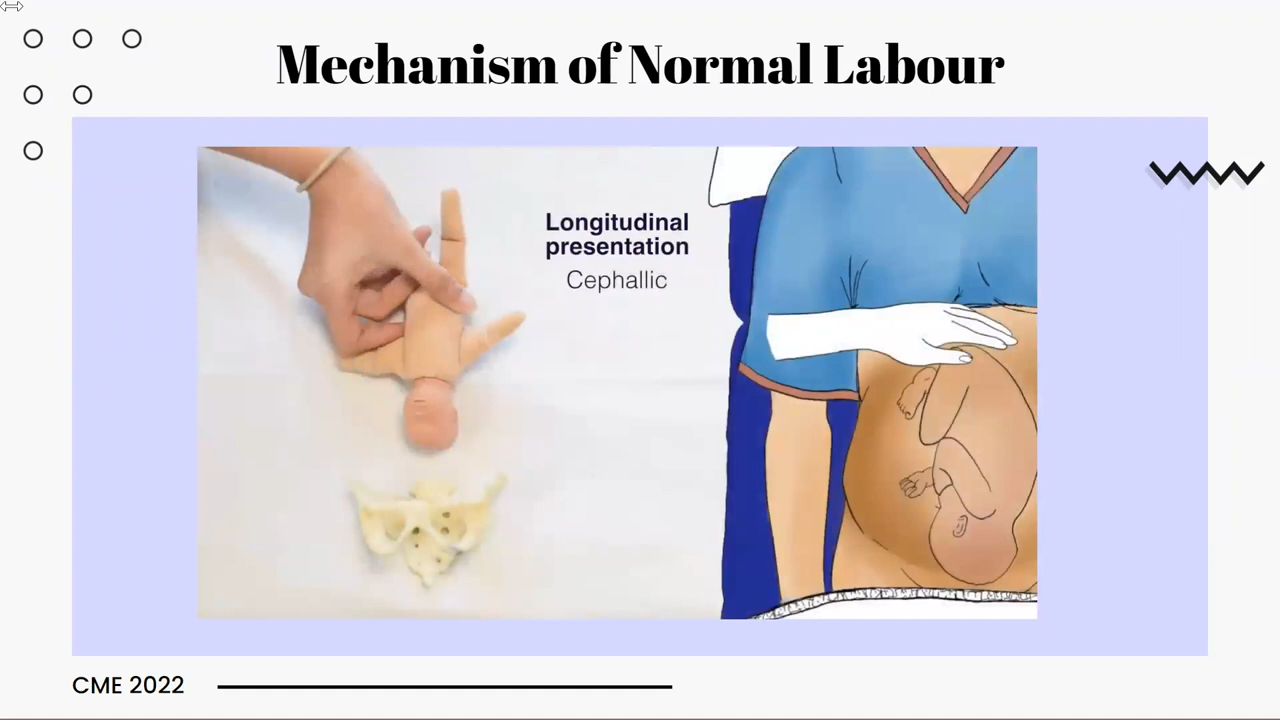 Mechanism of Normal Labour
Longitudinal
presentation
Cephallic
CME 2022